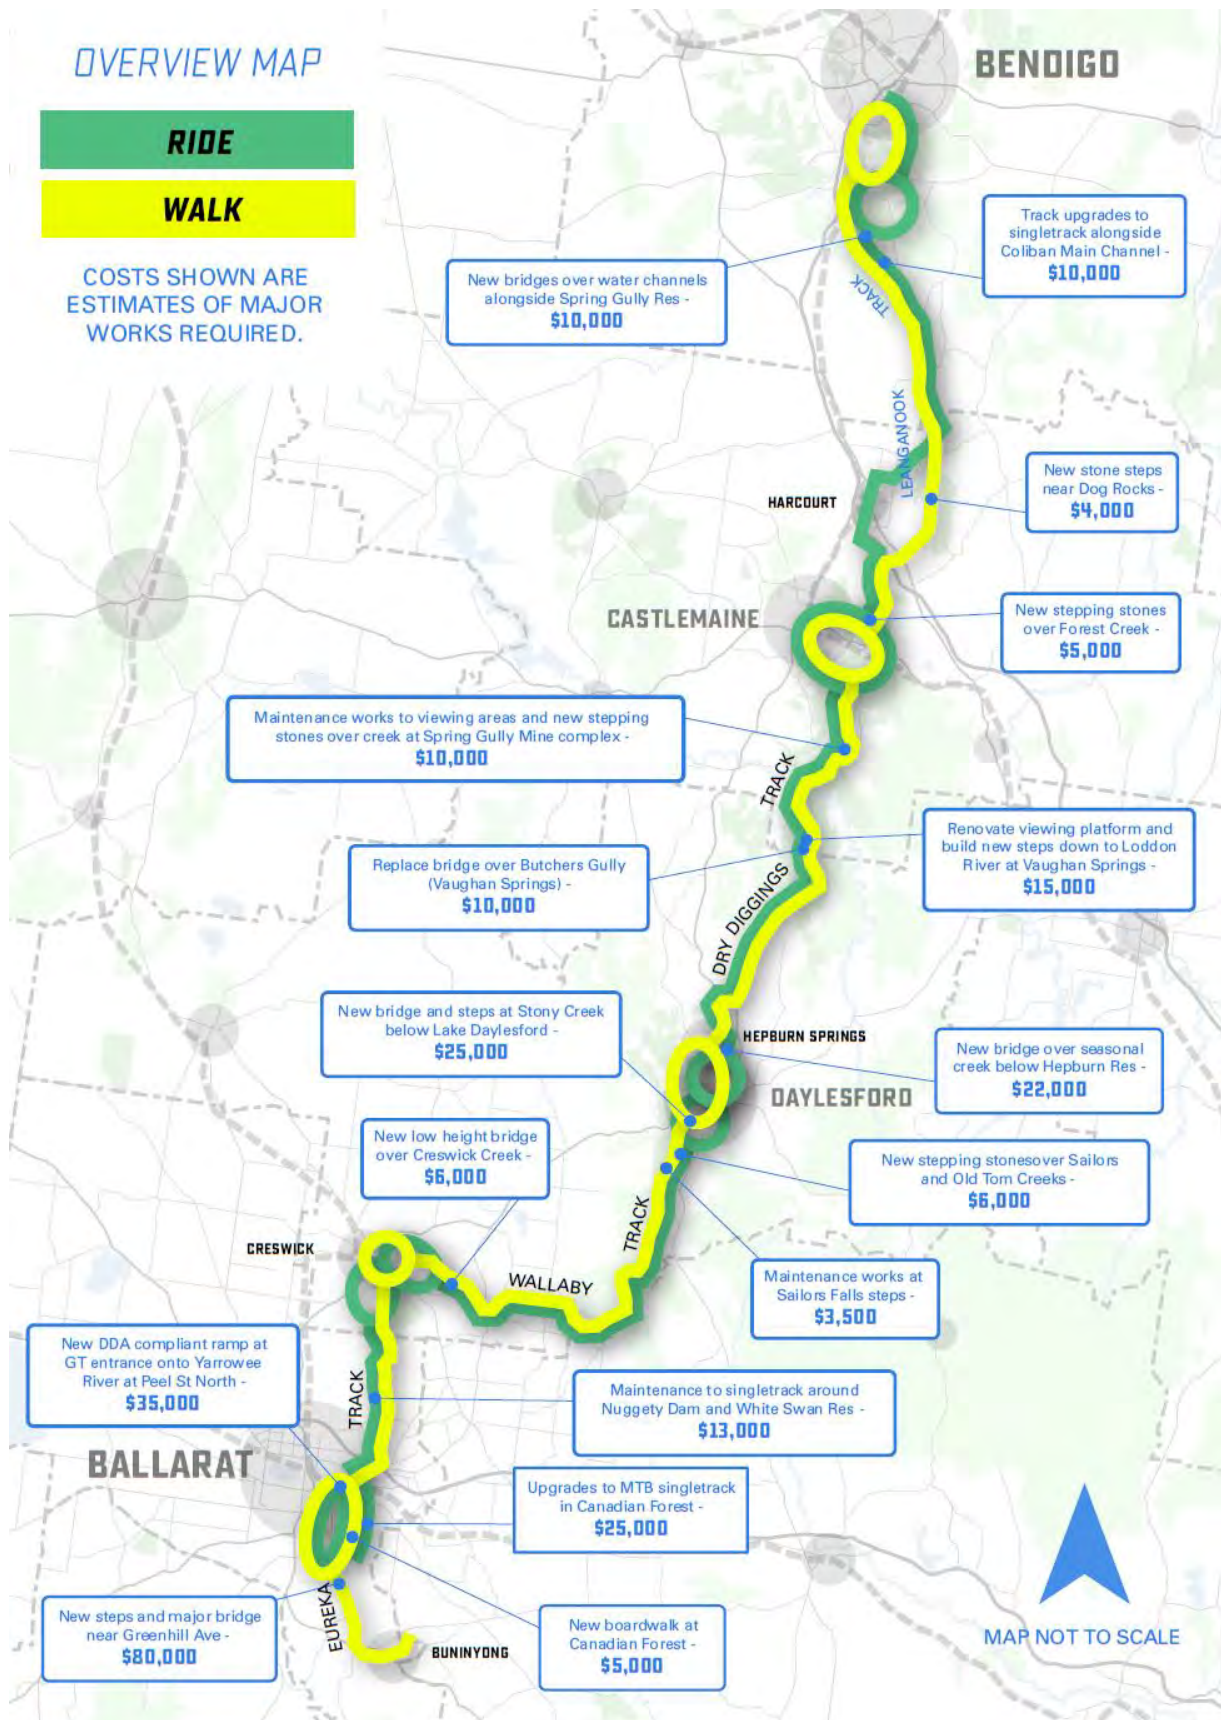 OVERVIEW MAP
RIDE
WALK
COSTS SHOWN ARE
ESTIMATES OF MAJOR
WORKS REQUIRED.
BENDIGO
Track upgrades to
singletrack alongside
Coliban Main Channel -
$10,000
New bridges over water channels
alongside Spring Gully Res -
$10,000
TRACK
LEANGANOOK
New stone steps
near Dog Rocks -
$4,000
HARCOURT
CASTLEMAINE
New stepping stones
over Forest Creek -
$5,000
Maintenance works to viewing areas and new stepping
stones over creek at Spring Gully Mine complex -
$10,000
TRACK
Renovate viewing platform and
build new steps down to Loddon
River at Vaughan Springs -
$15,000
Replace bridge over Butchers Gully
(Vaughan Springs) -
$10,000
DRY DIGGINGS
New bridge and steps at Stony Creek
below Lake Daylesford -
$25,000
HEPBURN SPRINGS
New bridge over seasonal
creek below Hepburn Res -
$22,000
DAYLESFORD
New low height bridge
over Creswick Creek -
$6,000
New stepping stonesover Sailors
and Old Tom Creeks -
$6,000
TRACK
CRESWICK
WALLABY
Maintenance works at
Sailors Falls steps -
$3,500
New DDA compliant ramp at
GT entrance onto Yarrowee
River at Peel St North -
$35,000
TRACK
Maintenance to singletrack around
Nuggety Dam and White Swan Res -
$13,000
BALLARAT
Upgrades to MTB singletrack
in Canadian Forest -
$25,000
EUREKA
New steps and major bridge
near Greenhill Ave -
$80,000
New boardwalk at
Canadian Forest -
$5,000
BUNINYONG
MAP NOT TO SCALE